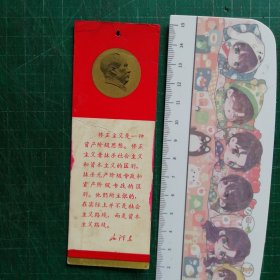 修正主义是一种
资产阶级思想。修正
主义者抹杀社会主义
和资本主义的区别，
抹杀无产阶级专政和
资产阶级专政的区
别。他们所主张的，
在实际上并不是社会
主义路线，而是资本
主义路线。
毛泽东